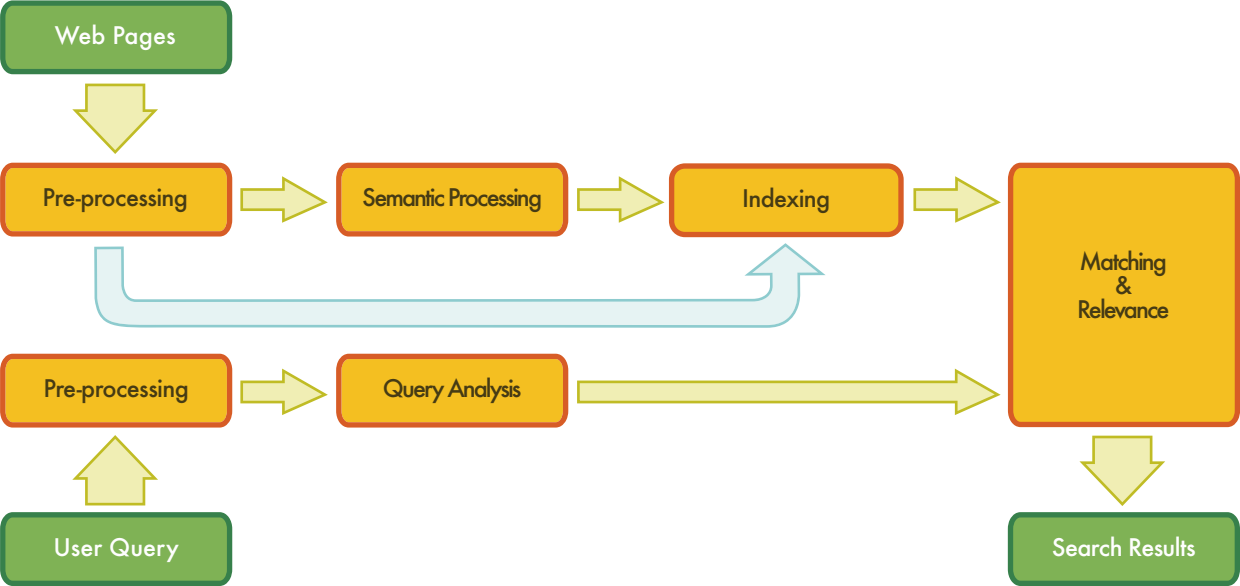 Web Pages
Pre-processing
Semantic Processing
Indexing
Matching
&
Relevance
Pre-processing
Query Analysis
User Query
Search Results